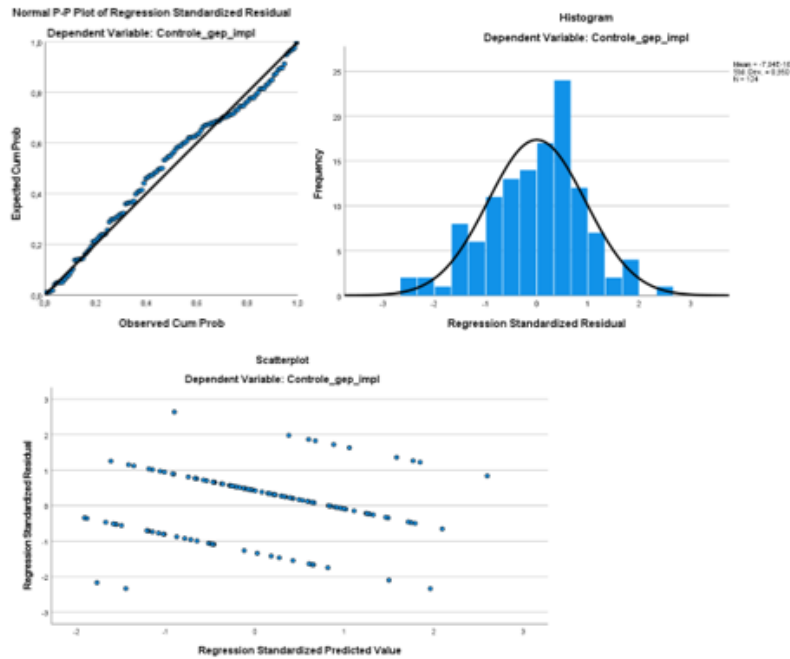 Normal P-P Plot of Regression Standardized Residual
Dependent Variable: Controle_gep_impl
1,0
0,8
0,6
0,4
0,2
0,0
0,0 0,2 0,4 0,6 0,8 1,0
Expected Cum Prob
Observed Cum Prob
Histogram
Dependent Variable: Controle_gep_impl
25
20
15
10
5
0
-3 -2 -1 0 1 2 3
Frequency
Regression Standardized Residual
N = 124
Scatterplot
Dependent Variable: Controle_gep_impl
3
2
1
0
-1
-2
-3
-2 -1 0 1 2 3
Regression Standardized Residual
Regression Standardized Predicted Value